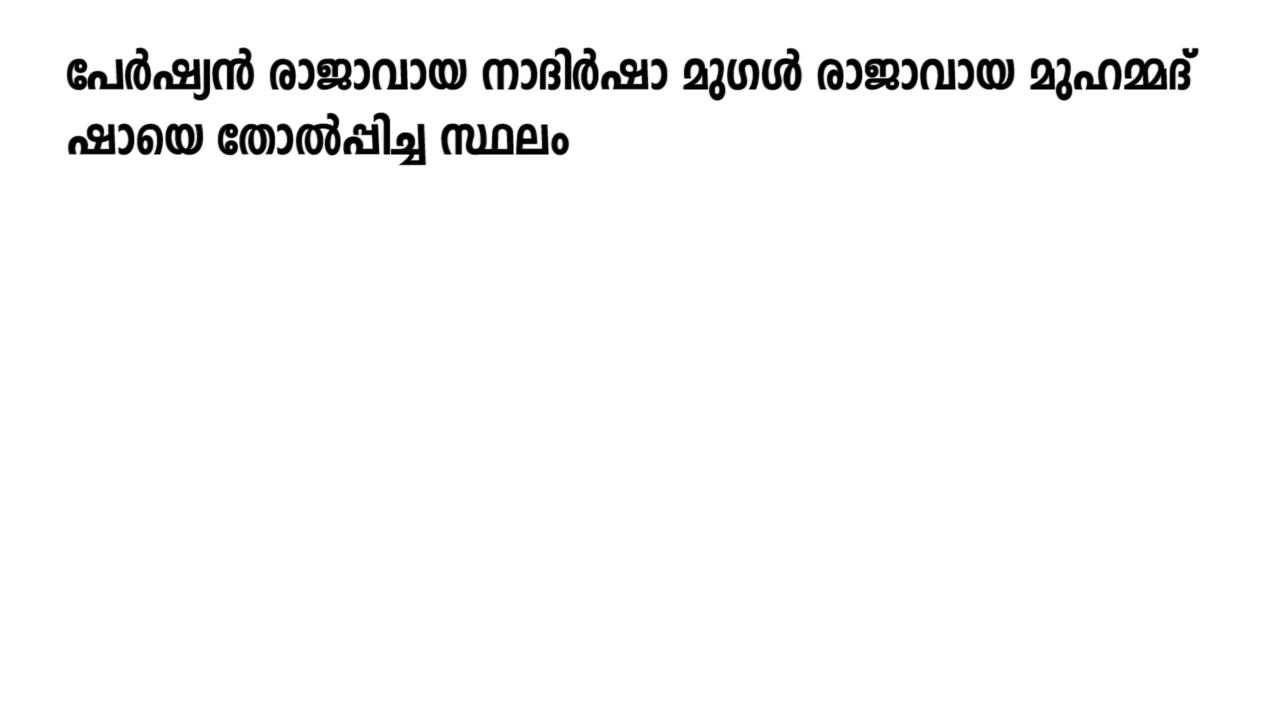 പേർഷ്യൻ രാജാവായ നാദിർഷാ മുഗൾ രാജാവായ മുഹമ്മദ്
ഷായെ തോൽപ്പിച്ച സ്ഥലം